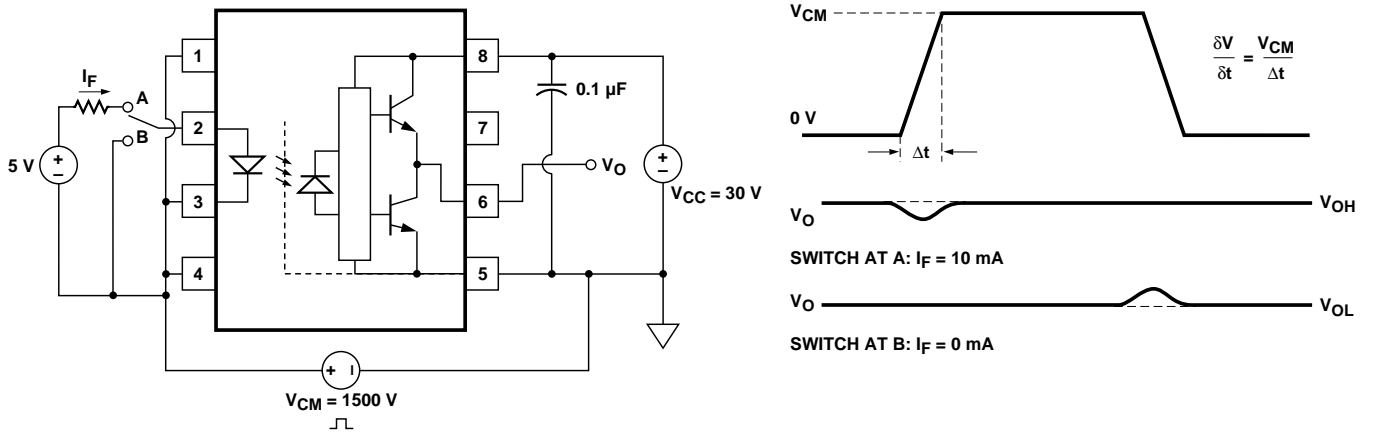 I_F
A
B
5 V
+
–
1
2
3
4
8
7
6
5
0.1 µF
V_O
+
–
V_CC = 30 V
+ –
V_CM = 1500 V
V_CM
0 V
Δt
δV/δt = V_CM/Δt
V_O
V_OH
SWITCH AT A: I_F = 10 mA
V_O
V_OL
SWITCH AT B: I_F = 0 mA